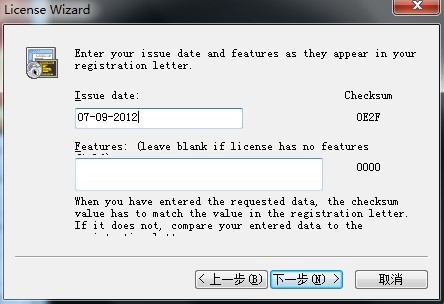 License Wizard
Enter your issue date and features as they appear in your
registration letter.
Issue date:
Checksum
07-09-2012
0E2F
Features: (leave blank if license has no features
0000
When you have entered the requested data, the checksum
value has to match the value in the registration letter.
If it does not, compare your entered data to the
< 上一步(B)
下一步(N) >
取消